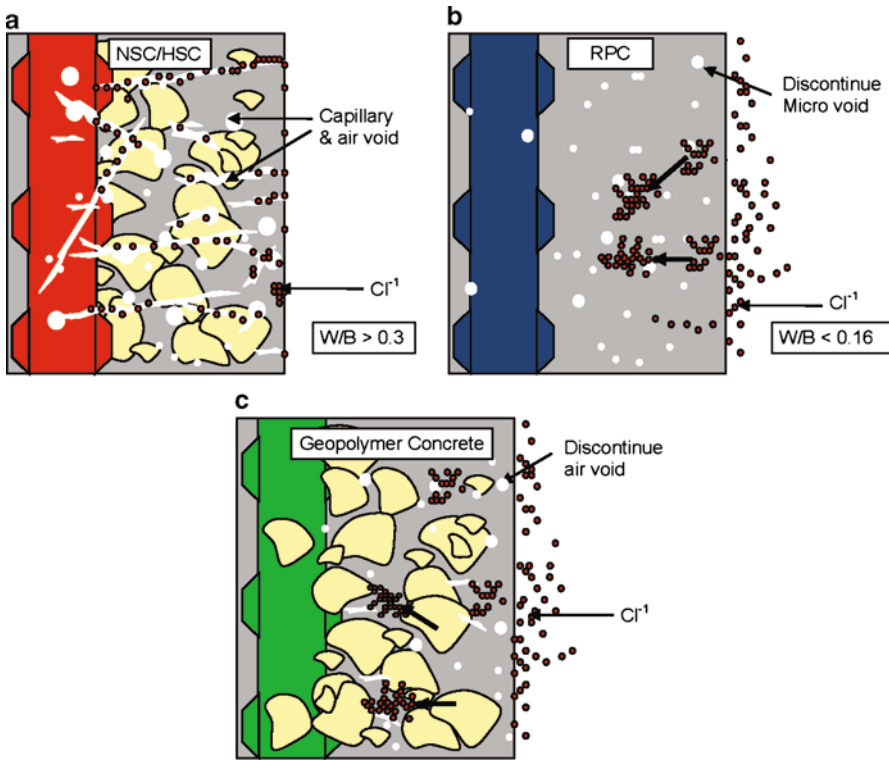 a
NSC/HSC
Capillary
& air void
Cl⁻¹
W/B > 0.3
b
RPC
Discontinue
Micro void
Cl⁻¹
W/B < 0.16
c
Geopolymer Concrete
Discontinue
air void
Cl⁻¹